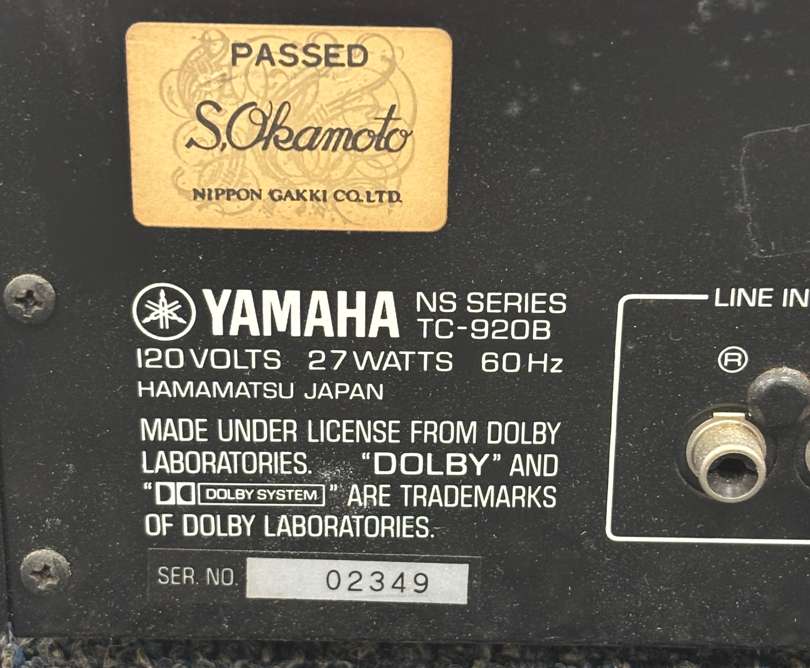 PASSED
S. Okamoto
NIPPON GAKKI CO. LTD.
YAMAHA
NS SERIES
TC-920B
120 VOLTS 27 WATTS 60 Hz
HAMAMATSU JAPAN
MADE UNDER LICENSE FROM DOLBY
LABORATORIES. "DOLBY" AND
" DOLBY SYSTEM " ARE TRADEMARKS
OF DOLBY LABORATORIES.
SER. NO. 02349
LINE IN
R